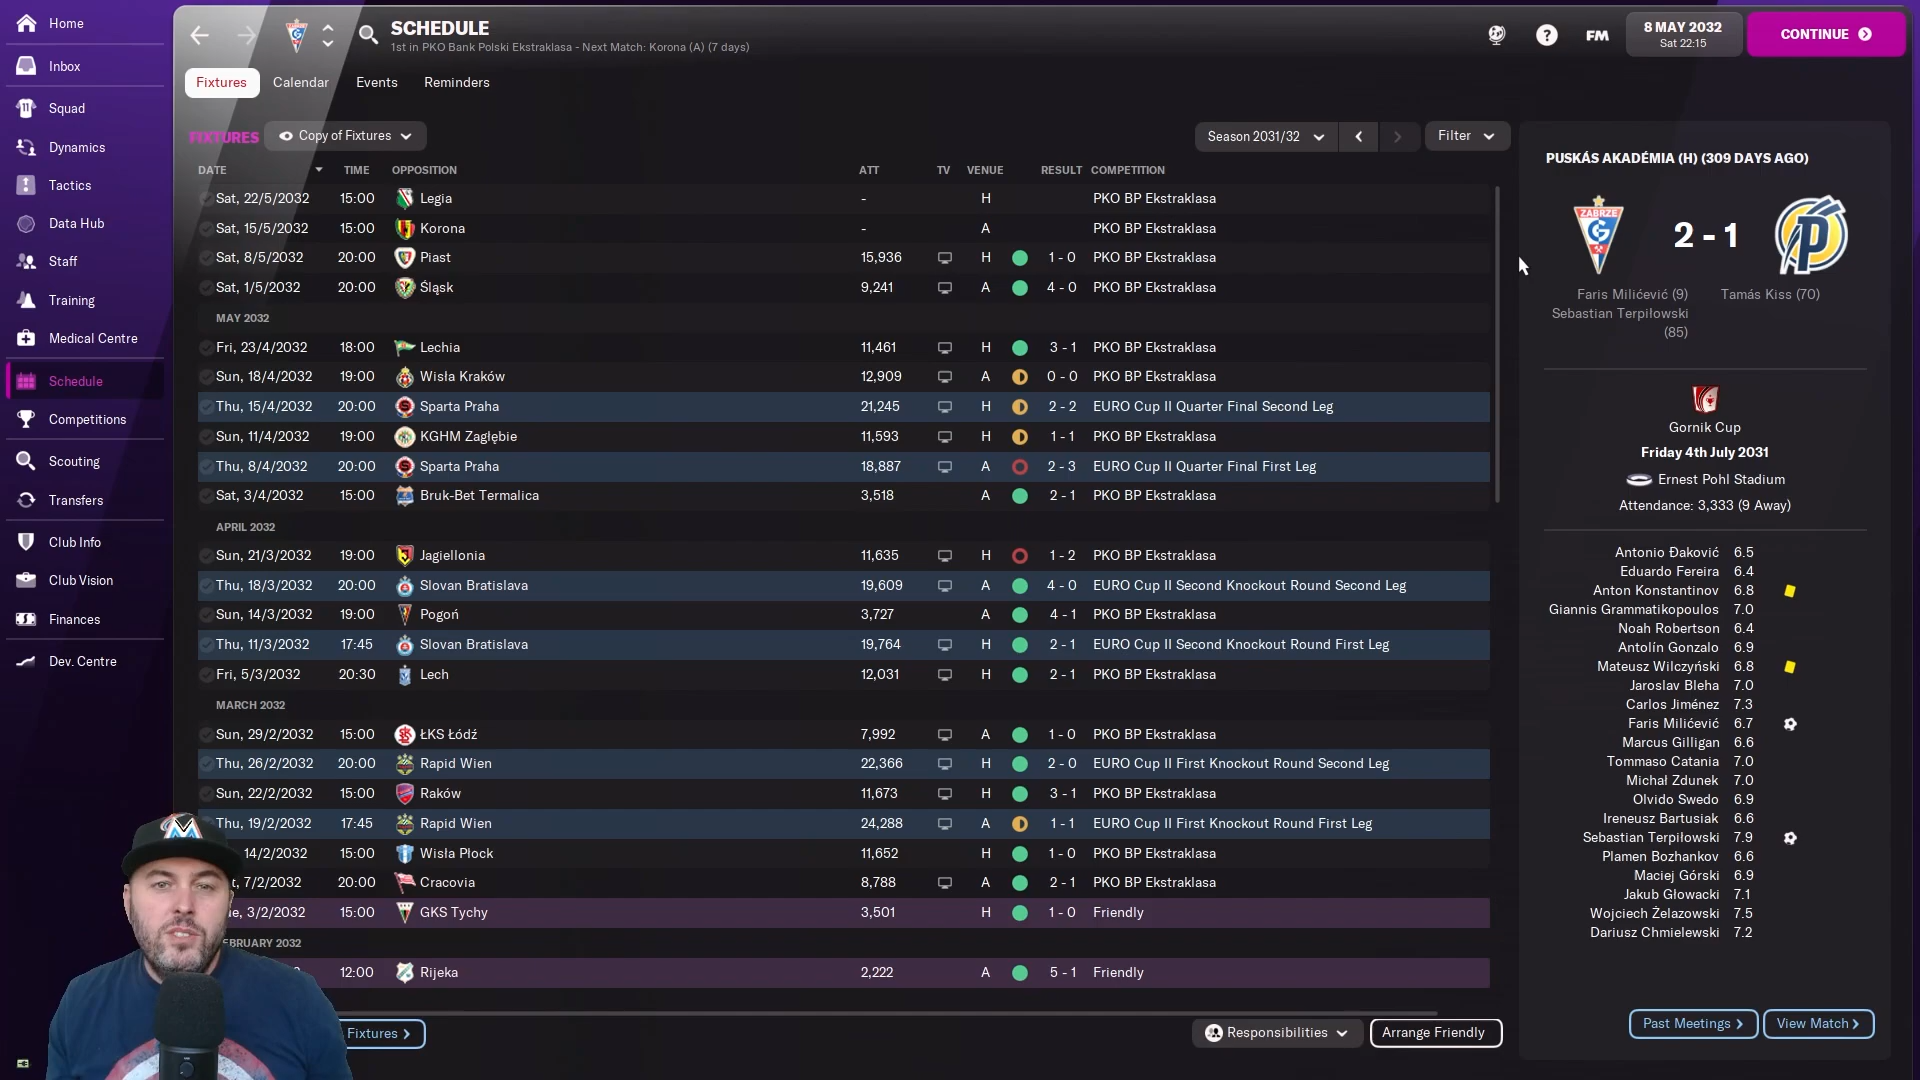 Home
Inbox
Squad
Dynamics
Tactics
Data Hub
Staff
Training
Medical Centre
Schedule
Competitions
Scouting
Transfers
Club Info
Club Vision
Finances
Dev. Centre
SCHEDULE
1st in PKO Bank Polski Ekstraklasa - Next Match: Korona (A) (7 days)
FM
8 MAY 2032
Sat 22:15
CONTINUE
Fixtures Calendar Events Reminders
FIXTURES Copy of Fixtures Season 2031/32 Filter
DATE TIME OPPOSITION ATT TV VENUE RESULT COMPETITION
Sat, 22/5/2032 15:00 Legia - H PKO BP Ekstraklasa
Sat, 15/5/2032 15:00 Korona - A PKO BP Ekstraklasa
Sat, 8/5/2032 20:00 Piast 15,936 H 1 - 0 PKO BP Ekstraklasa
Sat, 1/5/2032 20:00 Śląsk 9,241 A 4 - 0 PKO BP Ekstraklasa
MAY 2032
Fri, 23/4/2032 18:00 Lechia 11,461 H 3 - 1 PKO BP Ekstraklasa
Sun, 18/4/2032 19:00 Wisła Kraków 12,909 A 0 - 0 PKO BP Ekstraklasa
Thu, 15/4/2032 20:00 Sparta Praha 21,245 H 2 - 2 EURO Cup II Quarter Final Second Leg
Sun, 11/4/2032 19:00 KGHM Zagłębie 11,593 H 1 - 1 PKO BP Ekstraklasa
Thu, 8/4/2032 20:00 Sparta Praha 18,887 A 2 - 3 EURO Cup II Quarter Final First Leg
Sat, 3/4/2032 15:00 Bruk-Bet Termalica 3,518 A 2 - 1 PKO BP Ekstraklasa
APRIL 2032
Sun, 21/3/2032 19:00 Jagiellonia 11,635 H 1 - 2 PKO BP Ekstraklasa
Thu, 18/3/2032 20:00 Slovan Bratislava 19,609 A 4 - 0 EURO Cup II Second Knockout Round Second Leg
Sun, 14/3/2032 19:00 Pogoń 3,727 A 4 - 1 PKO BP Ekstraklasa
Thu, 11/3/2032 17:45 Slovan Bratislava 19,764 H 2 - 1 EURO Cup II Second Knockout Round First Leg
Fri, 5/3/2032 20:30 Lech 12,031 H 2 - 1 PKO BP Ekstraklasa
MARCH 2032
Sun, 29/2/2032 15:00 ŁKS Łódź 7,992 A 1 - 0 PKO BP Ekstraklasa
Thu, 26/2/2032 20:00 Rapid Wien 22,366 H 2 - 0 EURO Cup II First Knockout Round Second Leg
Sun, 22/2/2032 15:00 Raków 11,673 H 3 - 1 PKO BP Ekstraklasa
Thu, 19/2/2032 17:45 Rapid Wien 24,288 A 1 - 1 EURO Cup II First Knockout Round First Leg
14/2/2032 15:00 Wisła Płock 11,652 H 1 - 0 PKO BP Ekstraklasa
7/2/2032 20:00 Cracovia 8,788 A 2 - 1 PKO BP Ekstraklasa
3/2/2032 15:00 GKS Tychy 3,501 H 1 - 0 Friendly
EBRUARY 2032
12:00 Rijeka 2,222 A 5 - 1 Friendly
Fixtures Responsibilities Arrange Friendly
PUSKÁS AKADÉMIA (H) (309 DAYS AGO)
ZABRZE
2 - 1
Faris Milićević (9) Tamás Kiss (70)
Sebastian Terpiłowski
(85)
Gornik Cup
Friday 4th July 2031
Ernest Pohl Stadium
Attendance: 3,333 (9 Away)
Antonio Đaković 6.5
Eduardo Fereira 6.4
Anton Konstantinov 6.8
Giannis Grammatikopoulos 7.0
Noah Robertson 6.4
Antolín Gonzalo 6.9
Mateusz Wilczyński 6.8
Jaroslav Bleha 7.0
Carlos Jiménez 7.3
Faris Milićević 6.7
Marcus Gilligan 6.6
Tommaso Catania 7.0
Michał Zdunek 7.0
Olvido Swedo 6.9
Ireneusz Bartusiak 6.6
Sebastian Terpiłowski 7.9
Plamen Bozhankov 6.6
Maciej Górski 6.9
Jakub Głowacki 7.1
Wojciech Żelazowski 7.5
Dariusz Chmielewski 7.2
Past Meetings View Match